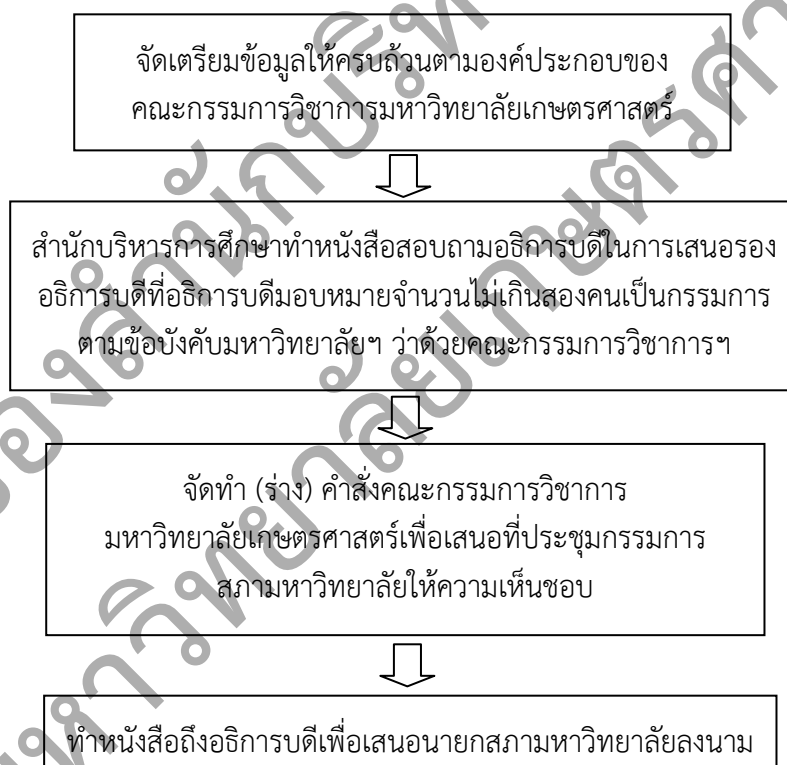 จัดเตรียมข้อมูลให้ครบถ้วนตามองค์ประกอบของ
คณะกรรมการวิชาการมหาวิทยาลัยเกษตรศาสตร์
สำนักบริหารการศึกษาทำหนังสือสอบถามอธิการบดีในการเสนอรอง
อธิการบดีที่อธิการบดีมอบหมายจำนวนไม่เกินสองคนเป็นกรรมการ
ตามข้อบังคับมหาวิทยาลัยฯ ว่าด้วยคณะกรรมการวิชาการฯ
จัดทำ (ร่าง) คำสั่งคณะกรรมการวิชาการ
มหาวิทยาลัยเกษตรศาสตร์เพื่อเสนอที่ประชุมกรรมการ
สภามหาวิทยาลัยให้ความเห็นชอบ
ทำหนังสือถึงอธิการบดีเพื่อเสนอนายกสภามหาวิทยาลัยลงนาม